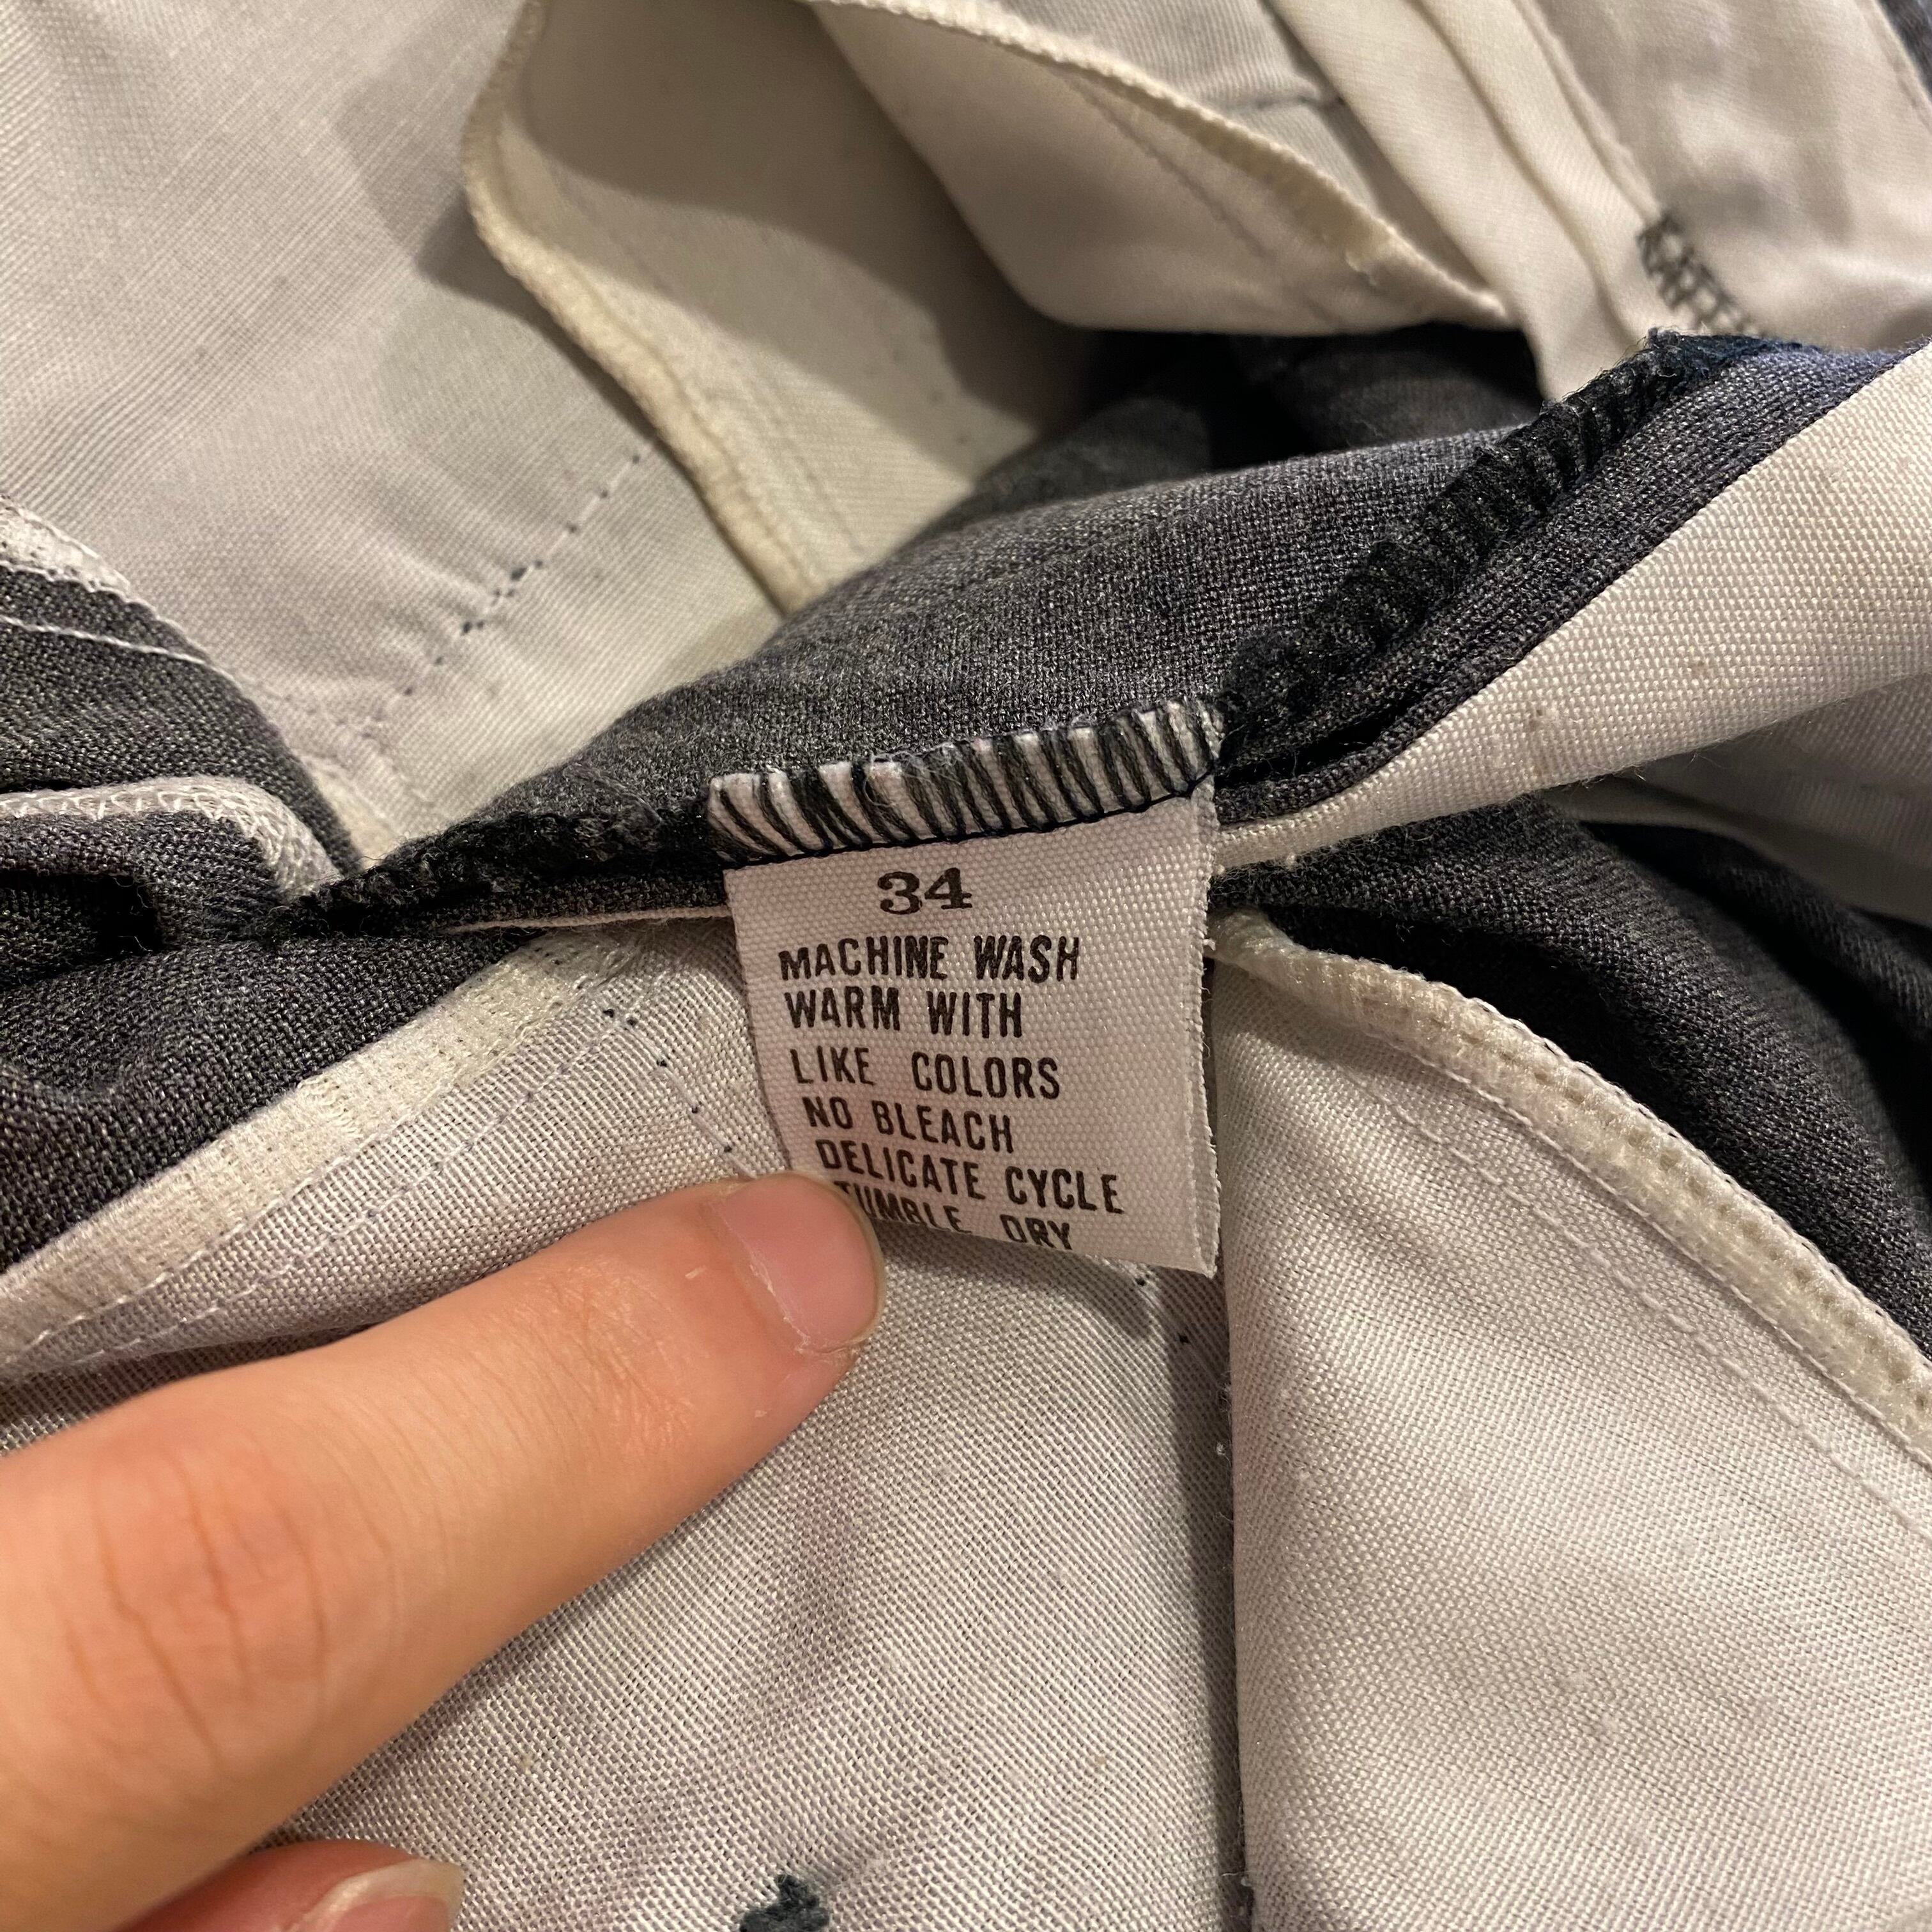 34
MACHINE WASH
WARM WITH
LIKE COLORS
NO BLEACH
DELICATE CYCLE
TUMBLE DRY